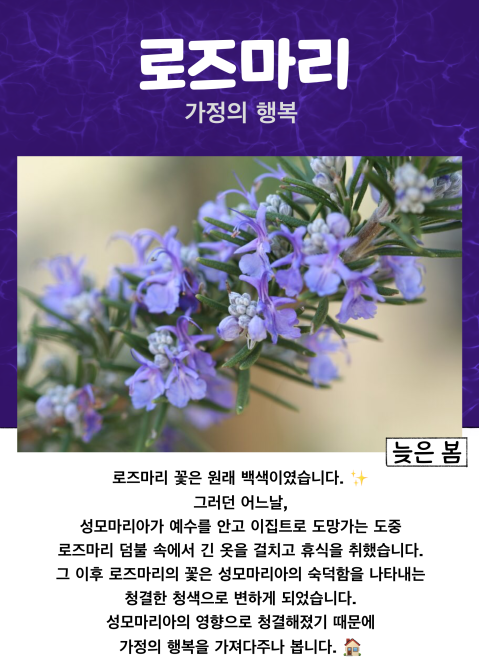 로즈마리
가정의 행복
늦은 봄
로즈마리 꽃은 원래 백색이였습니다. ✨
그러던 어느날,
성모마리아가 예수를 안고 이집트로 도망가는 도중
로즈마리 덤불 속에서 긴 옷을 걸치고 휴식을 취했습니다.
그 이후 로즈마리의 꽃은 성모마리아의 숙덕함을 나타내는
청결한 청색으로 변하게 되었습니다.
성모마리아의 영향으로 청결해졌기 때문에
가정의 행복을 가져다주나 봅니다. 🏠